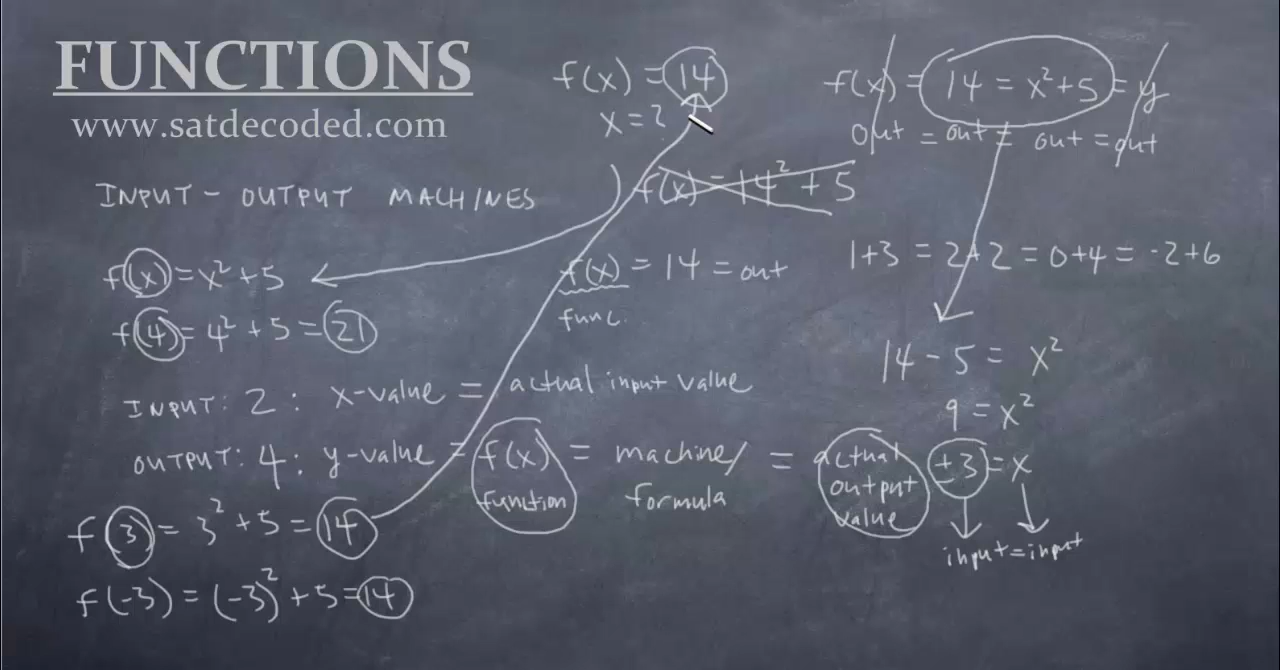 FUNCTIONS
www.satdecoded.com
INPUT - OUTPUT MACHINES
f(x) = x² + 5
f(4) = 4² + 5 = 21
INPUT: 2: x-value = actual input value
OUTPUT: 4: y-value = f(x) = machine/ = actual
function formula output
value
f(3) = 3² + 5 = 14
f(-3) = (-3)² + 5 = 14
f(x) = 14
x = ?
f(x) = 14² + 5
f(x) = 14 = out
func.
f(x) = 14 = x² + 5 = y
out = out = out = out
1+3 = 2+2 = 0+4 = -2+6
14 - 5 = x²
9 = x²
±3 = x
input = input